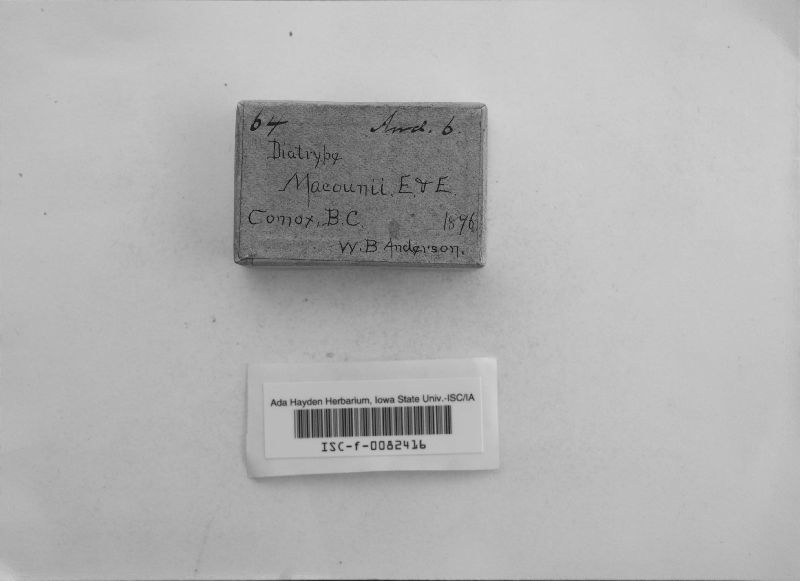 64 And. 6.
Diatrype
Macounii. E & E.
Comox, B.C. 1896
W. B Anderson.
Ada Hayden Herbarium, Iowa State Univ.-ISC/IA
ISC-f-0082416